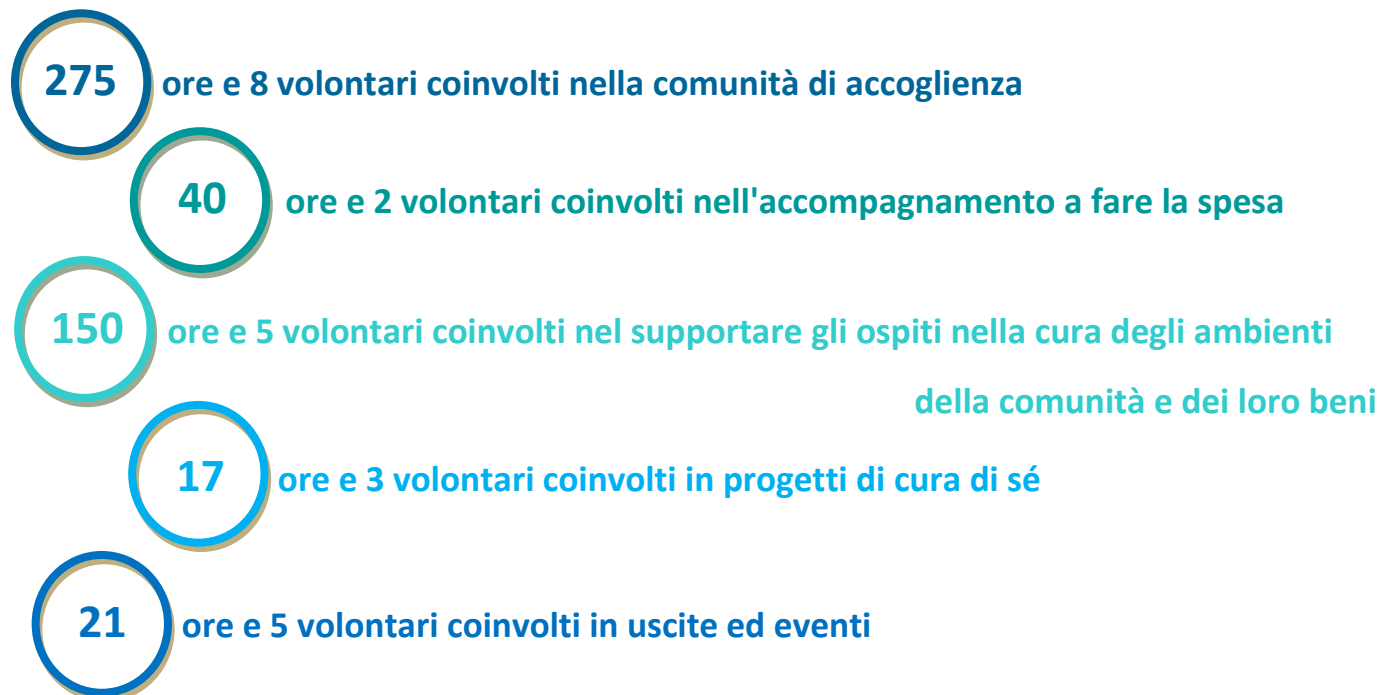 275 ore e 8 volontari coinvolti nella comunità di accoglienza
40 ore e 2 volontari coinvolti nell'accompagnamento a fare la spesa
150 ore e 5 volontari coinvolti nel supportare gli ospiti nella cura degli ambienti
della comunità e dei loro beni
17 ore e 3 volontari coinvolti in progetti di cura di sé
21 ore e 5 volontari coinvolti in uscite ed eventi